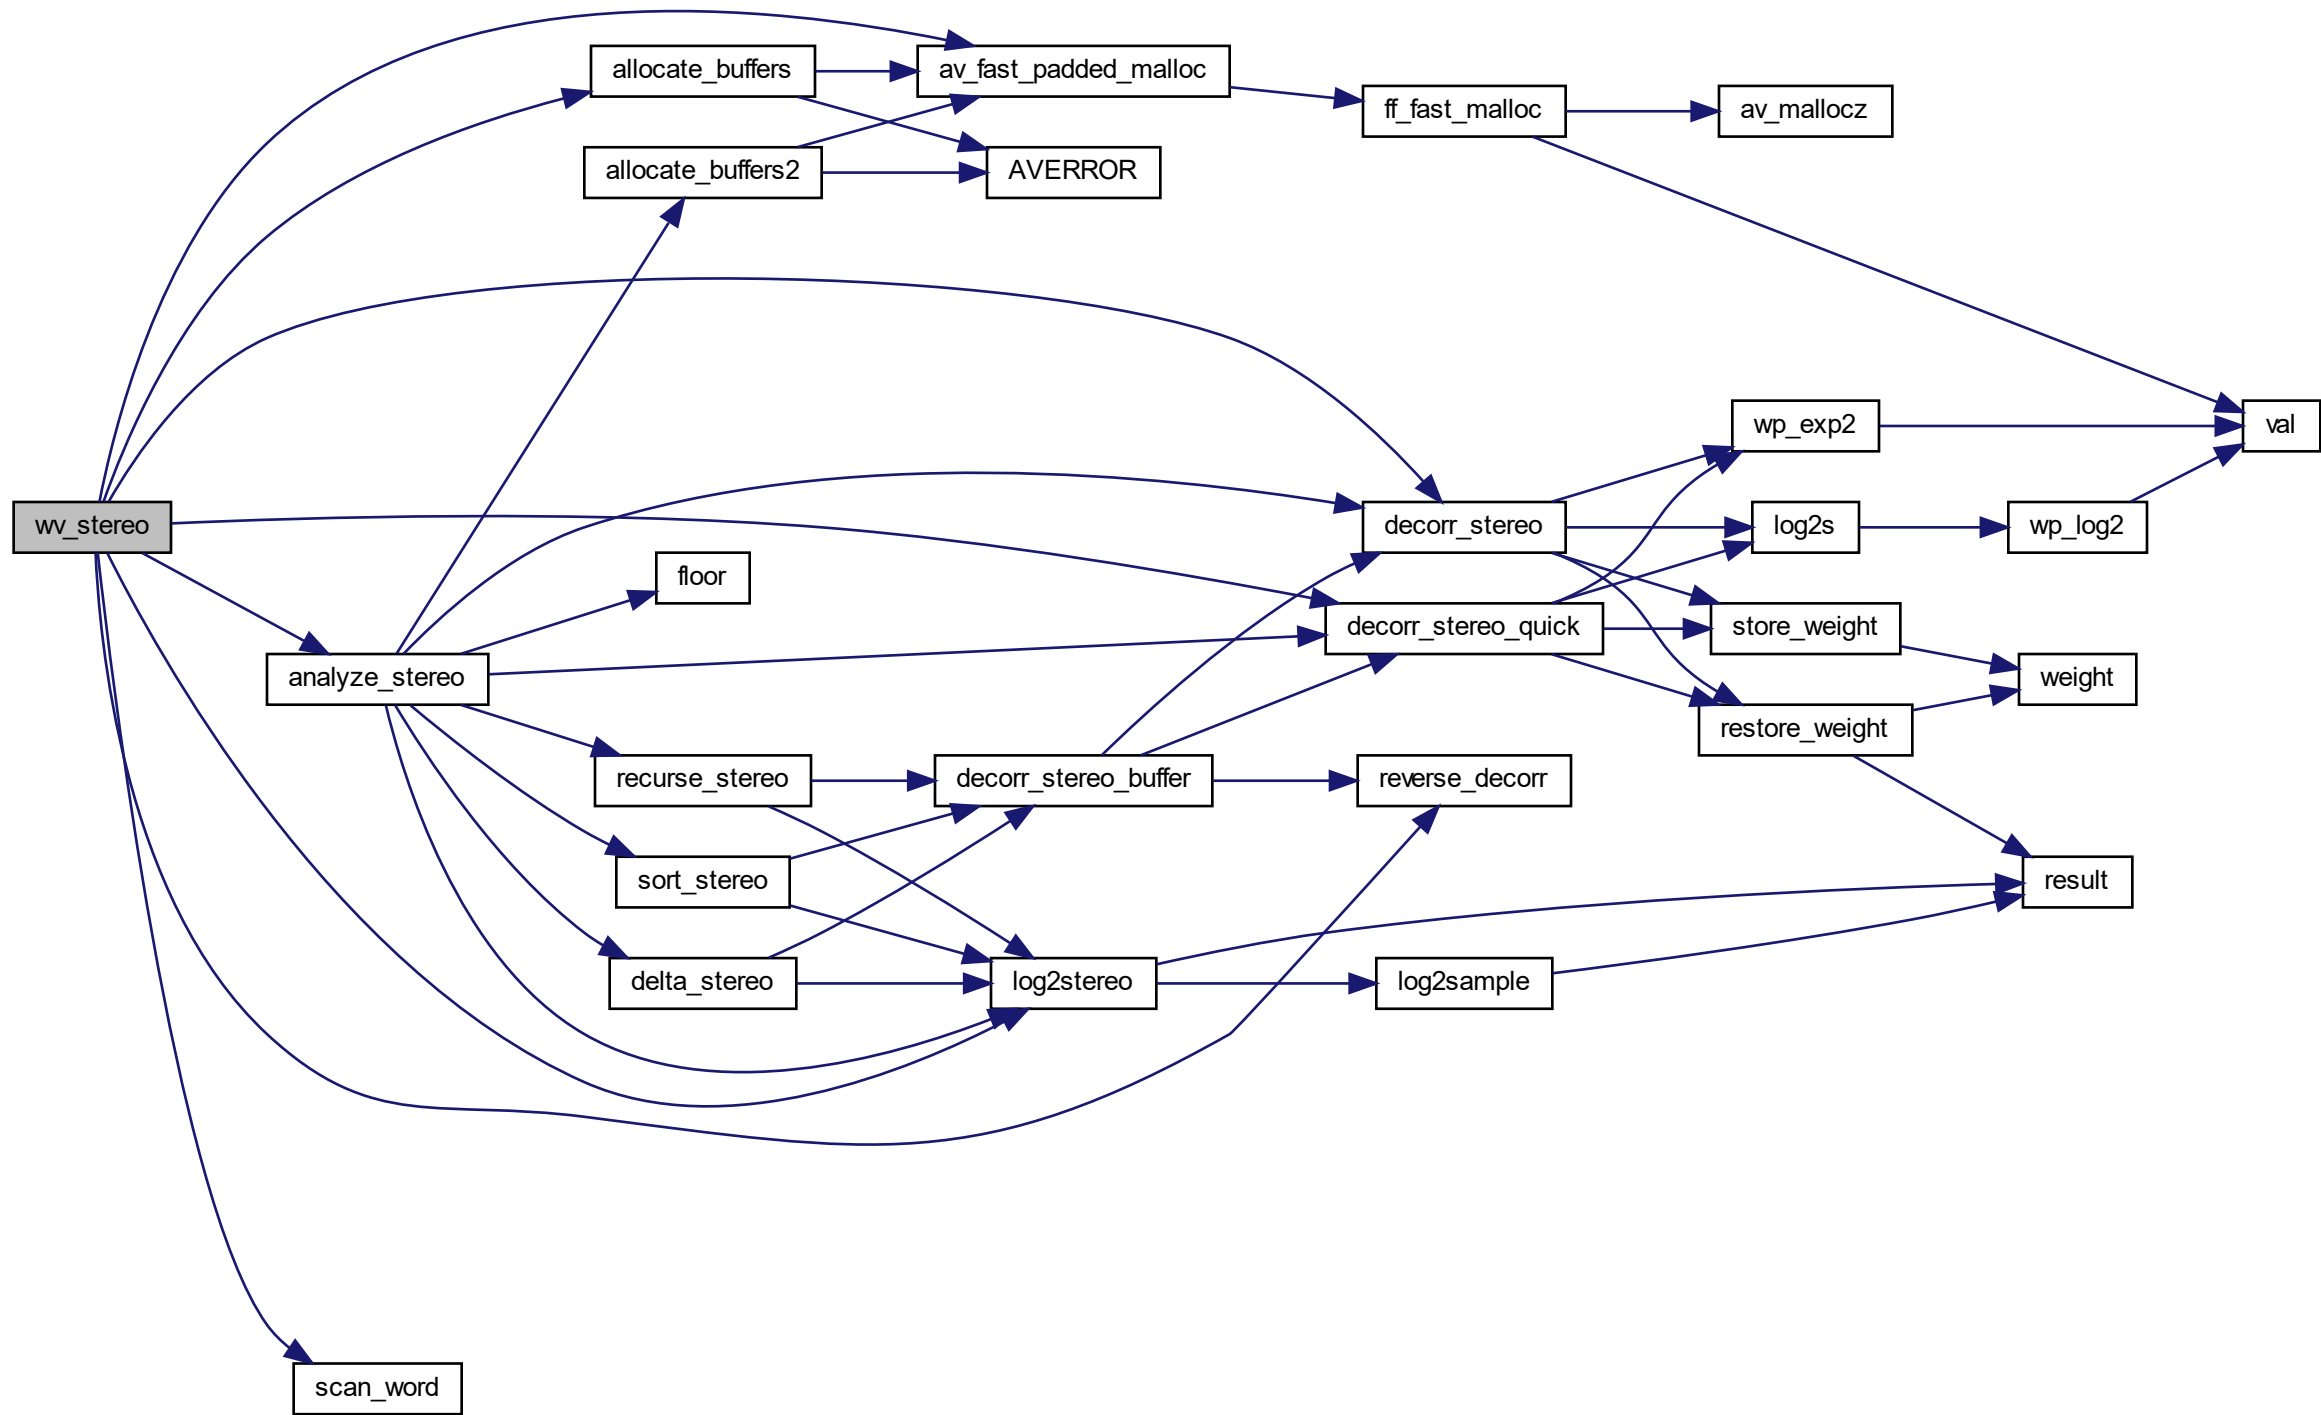 allocate_buffers
av_fast_padded_malloc
ff_fast_malloc
av_mallocz
allocate_buffers2
AVERROR
wp_exp2
val
wv_stereo
decorr_stereo
log2s
wp_log2
floor
decorr_stereo_quick
store_weight
analyze_stereo
weight
restore_weight
recurse_stereo
decorr_stereo_buffer
reverse_decorr
sort_stereo
result
delta_stereo
log2stereo
log2sample
scan_word